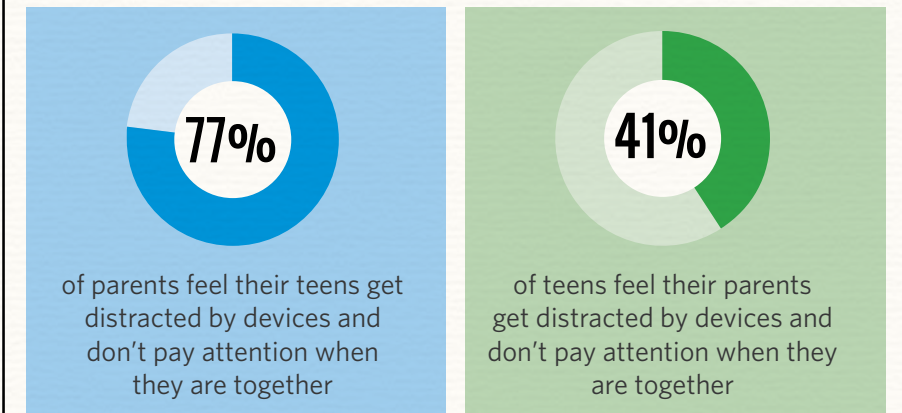 77%
of parents feel their teens get
distracted by devices and
don’t pay attention when
they are together
41%
of teens feel their parents
get distracted by devices and
don’t pay attention when they
are together